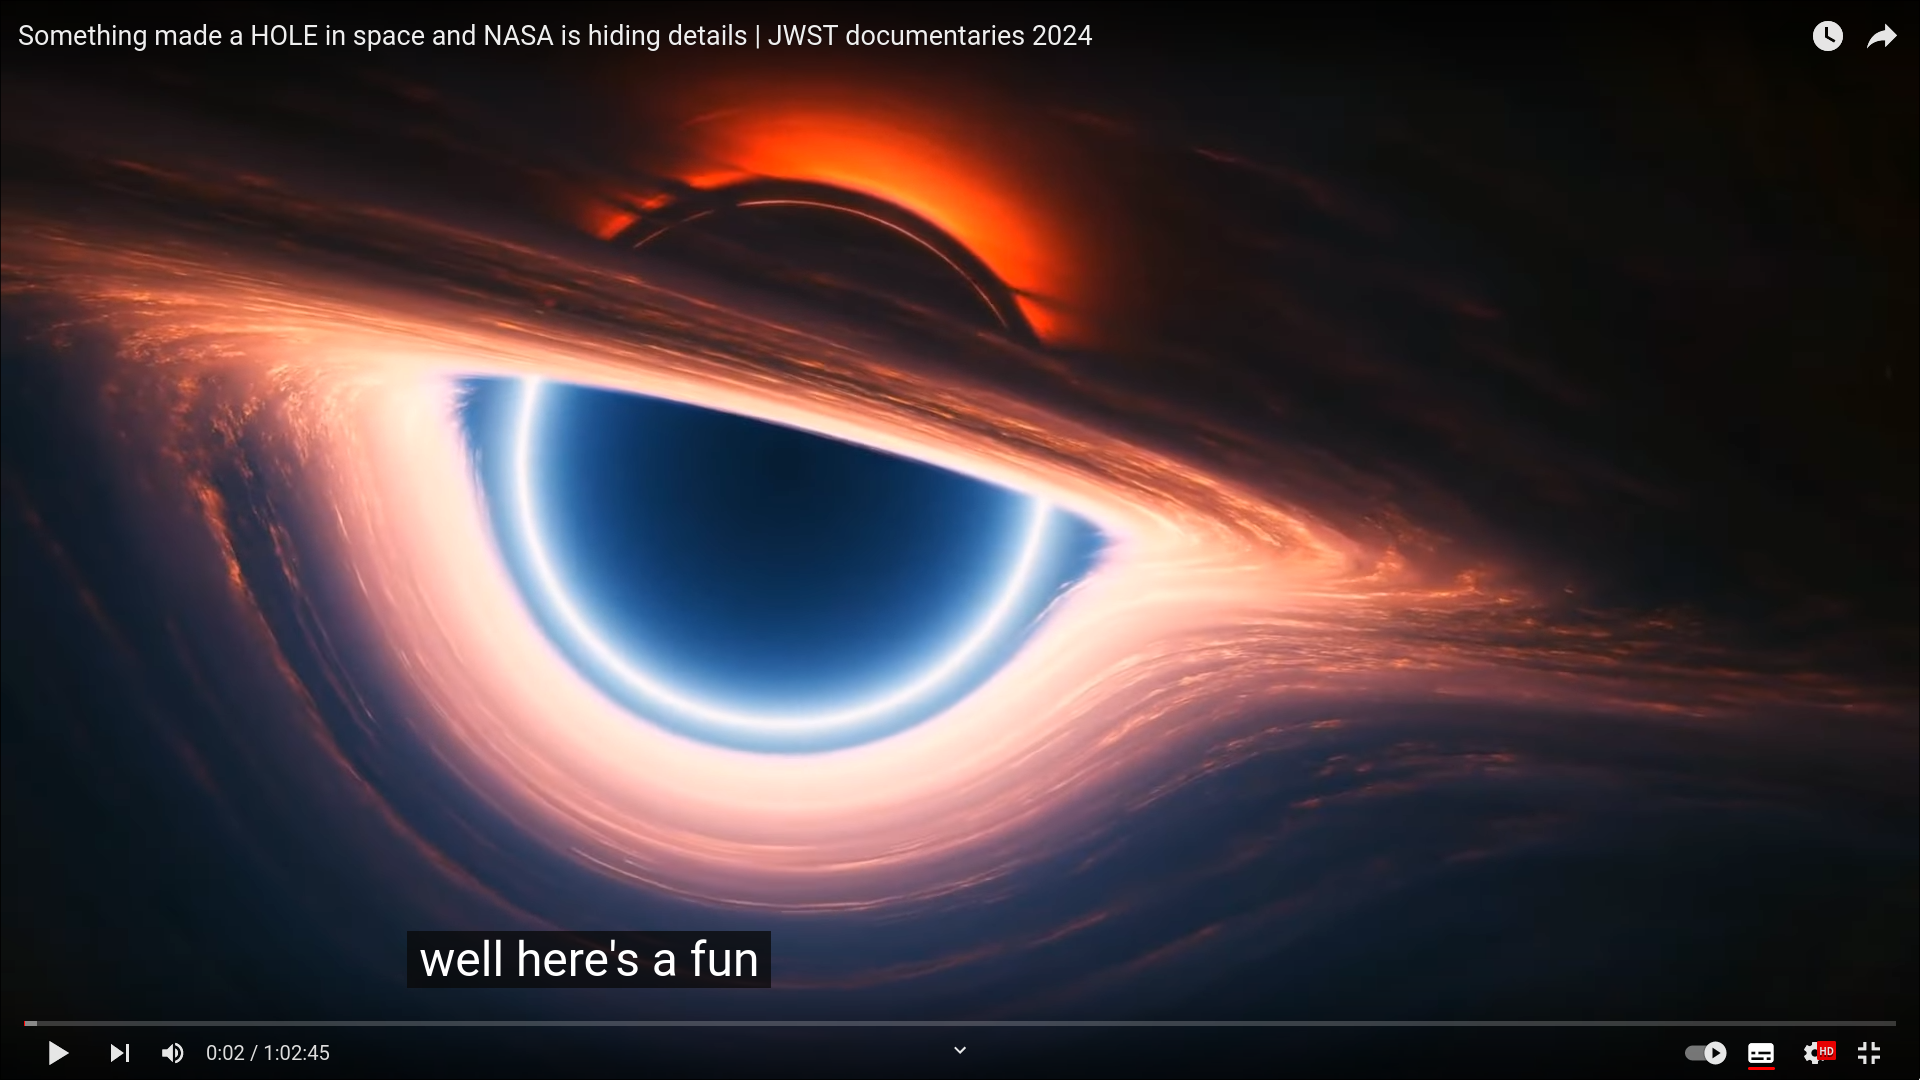 Something made a HOLE in space and NASA is hiding details | JWST documentaries 2024
well here's a fun
0:02 / 1:02:45
HD